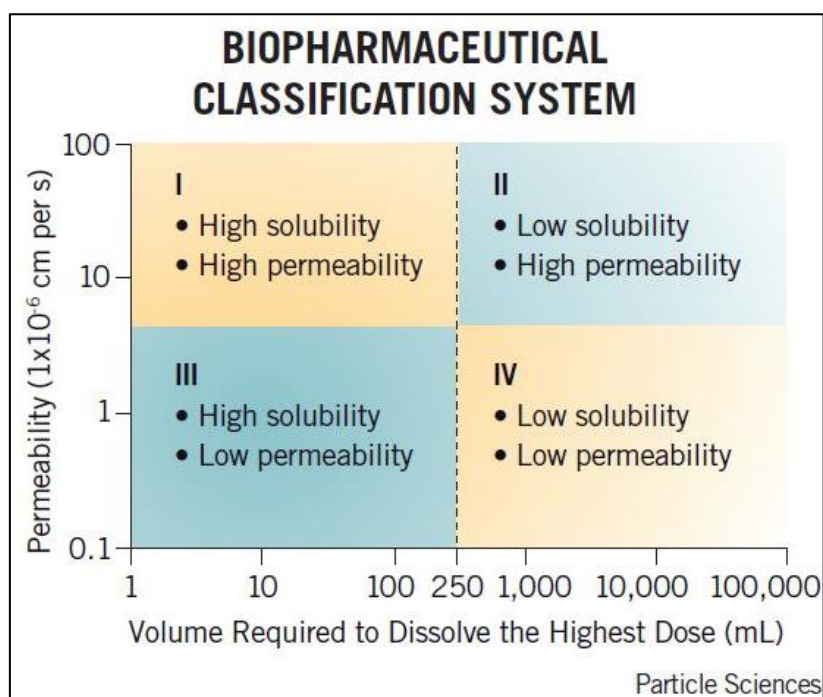 BIOPHARMACEUTICAL
CLASSIFICATION SYSTEM
Permeability (1x10⁻⁶ cm per s)
100
10
1
0.1
I
• High solubility
• High permeability
II
• Low solubility
• High permeability
III
• High solubility
• Low permeability
IV
• Low solubility
• Low permeability
1 10 100 250 1,000 10,000 100,000
Volume Required to Dissolve the Highest Dose (mL)
Particle Sciences